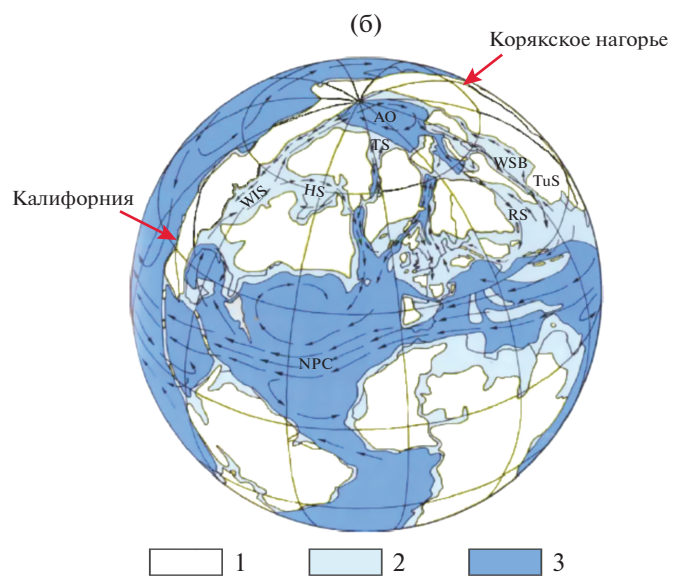 (б)
Корякское нагорье
AO
TS
WSB
TuS
WIS
HS
RS
Калифорния
NPC
1
2
3